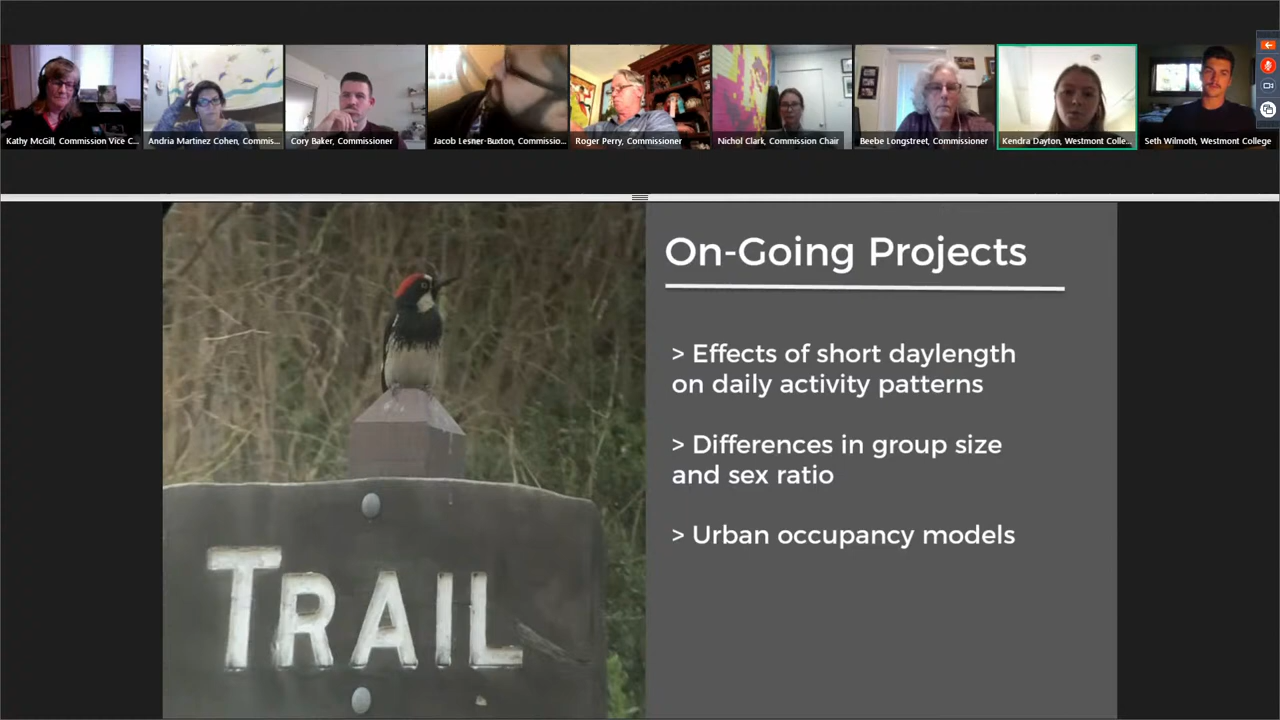 Kathy McGill, Commission Vice C...
Andria Martinez Cohen, Commis...
Cory Baker, Commissioner
Jacob Lesner-Buxton, Commissio...
Roger Perry, Commissioner
Nichol Clark, Commission Chair
Beebe Longstreet, Commissioner
Kendra Dayton, Westmont Colle...
Seth Wilmoth, Westmont College
On-Going Projects
> Effects of short daylength
on daily activity patterns
> Differences in group size
and sex ratio
> Urban occupancy models
TRAIL